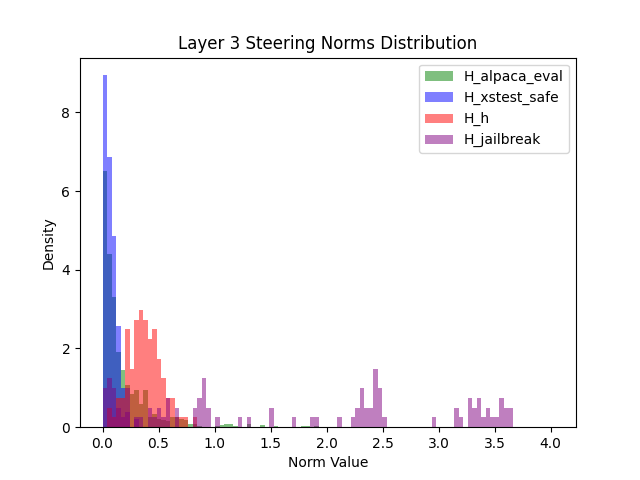 Layer 3 Steering Norms Distribution
H_alpaca_eval
H_xstest_safe
H_h
H_jailbreak
Density
8
6
4
2
0
0.0 0.5 1.0 1.5 2.0 2.5 3.0 3.5 4.0
Norm Value